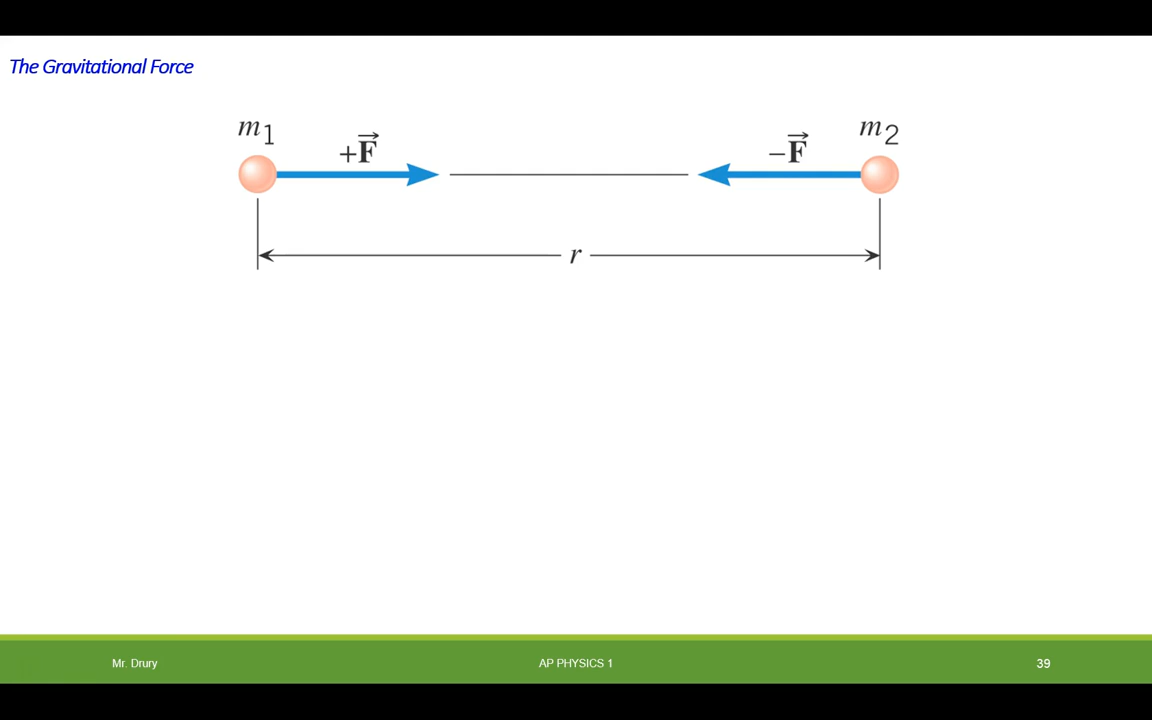 The Gravitational Force
m1 m2
+F⃗ −F⃗
r
Mr. Drury AP PHYSICS 1 39